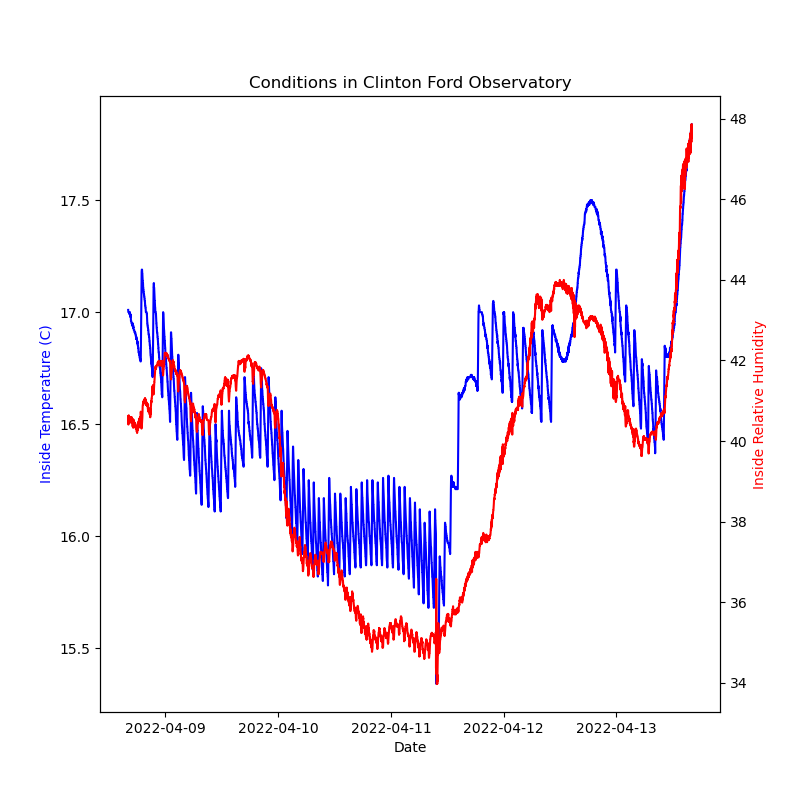 Conditions in Clinton Ford Observatory
17.5
17.0
16.5
16.0
15.5
Inside Temperature (C)
48
46
44
42
40
38
36
34
Inside Relative Humidity
2022-04-09 2022-04-10 2022-04-11 2022-04-12 2022-04-13
Date